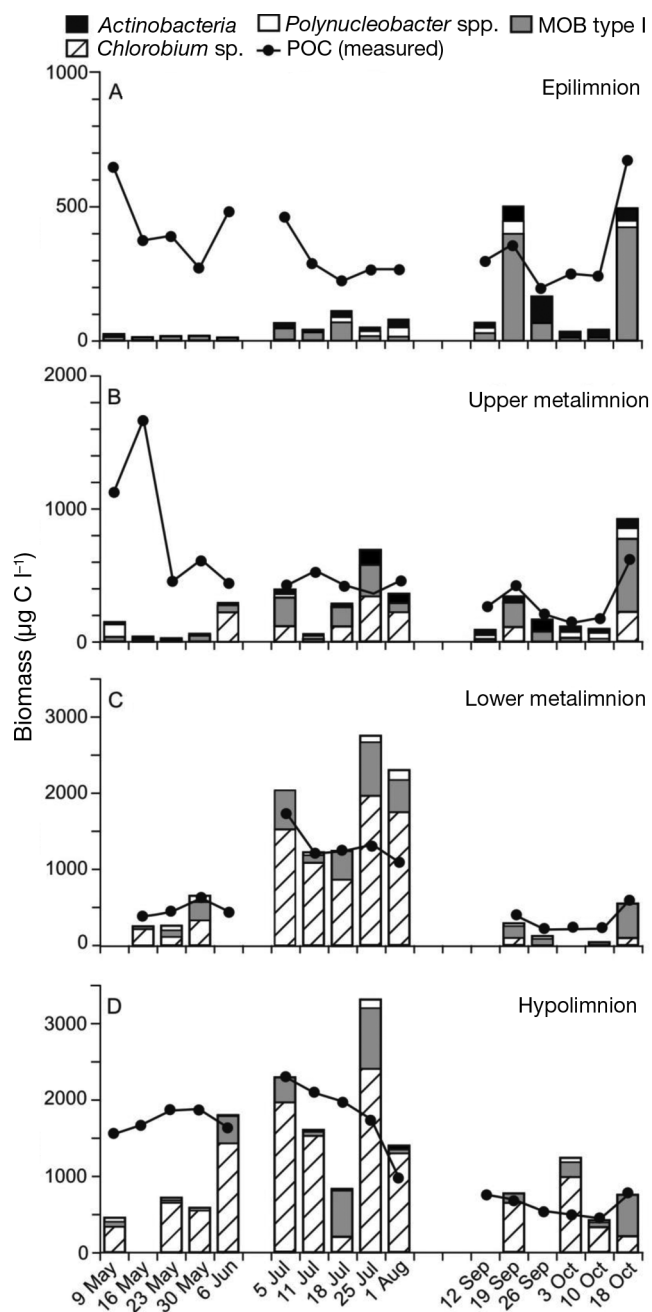 Actinobacteria Polynucleobacter spp. MOB type I
Chlorobium sp. POC (measured)
A Epilimnion
1000
500
0
B Upper metalimnion
2000
1000
0
C Lower metalimnion
3000
2000
1000
0
D Hypolimnion
3000
2000
1000
0
Biomass (µg C l⁻¹)
9 May
16 May
23 May
30 May
6 Jun
5 Jul
11 Jul
18 Jul
25 Jul
1 Aug
12 Sep
19 Sep
26 Sep
3 Oct
10 Oct
18 Oct